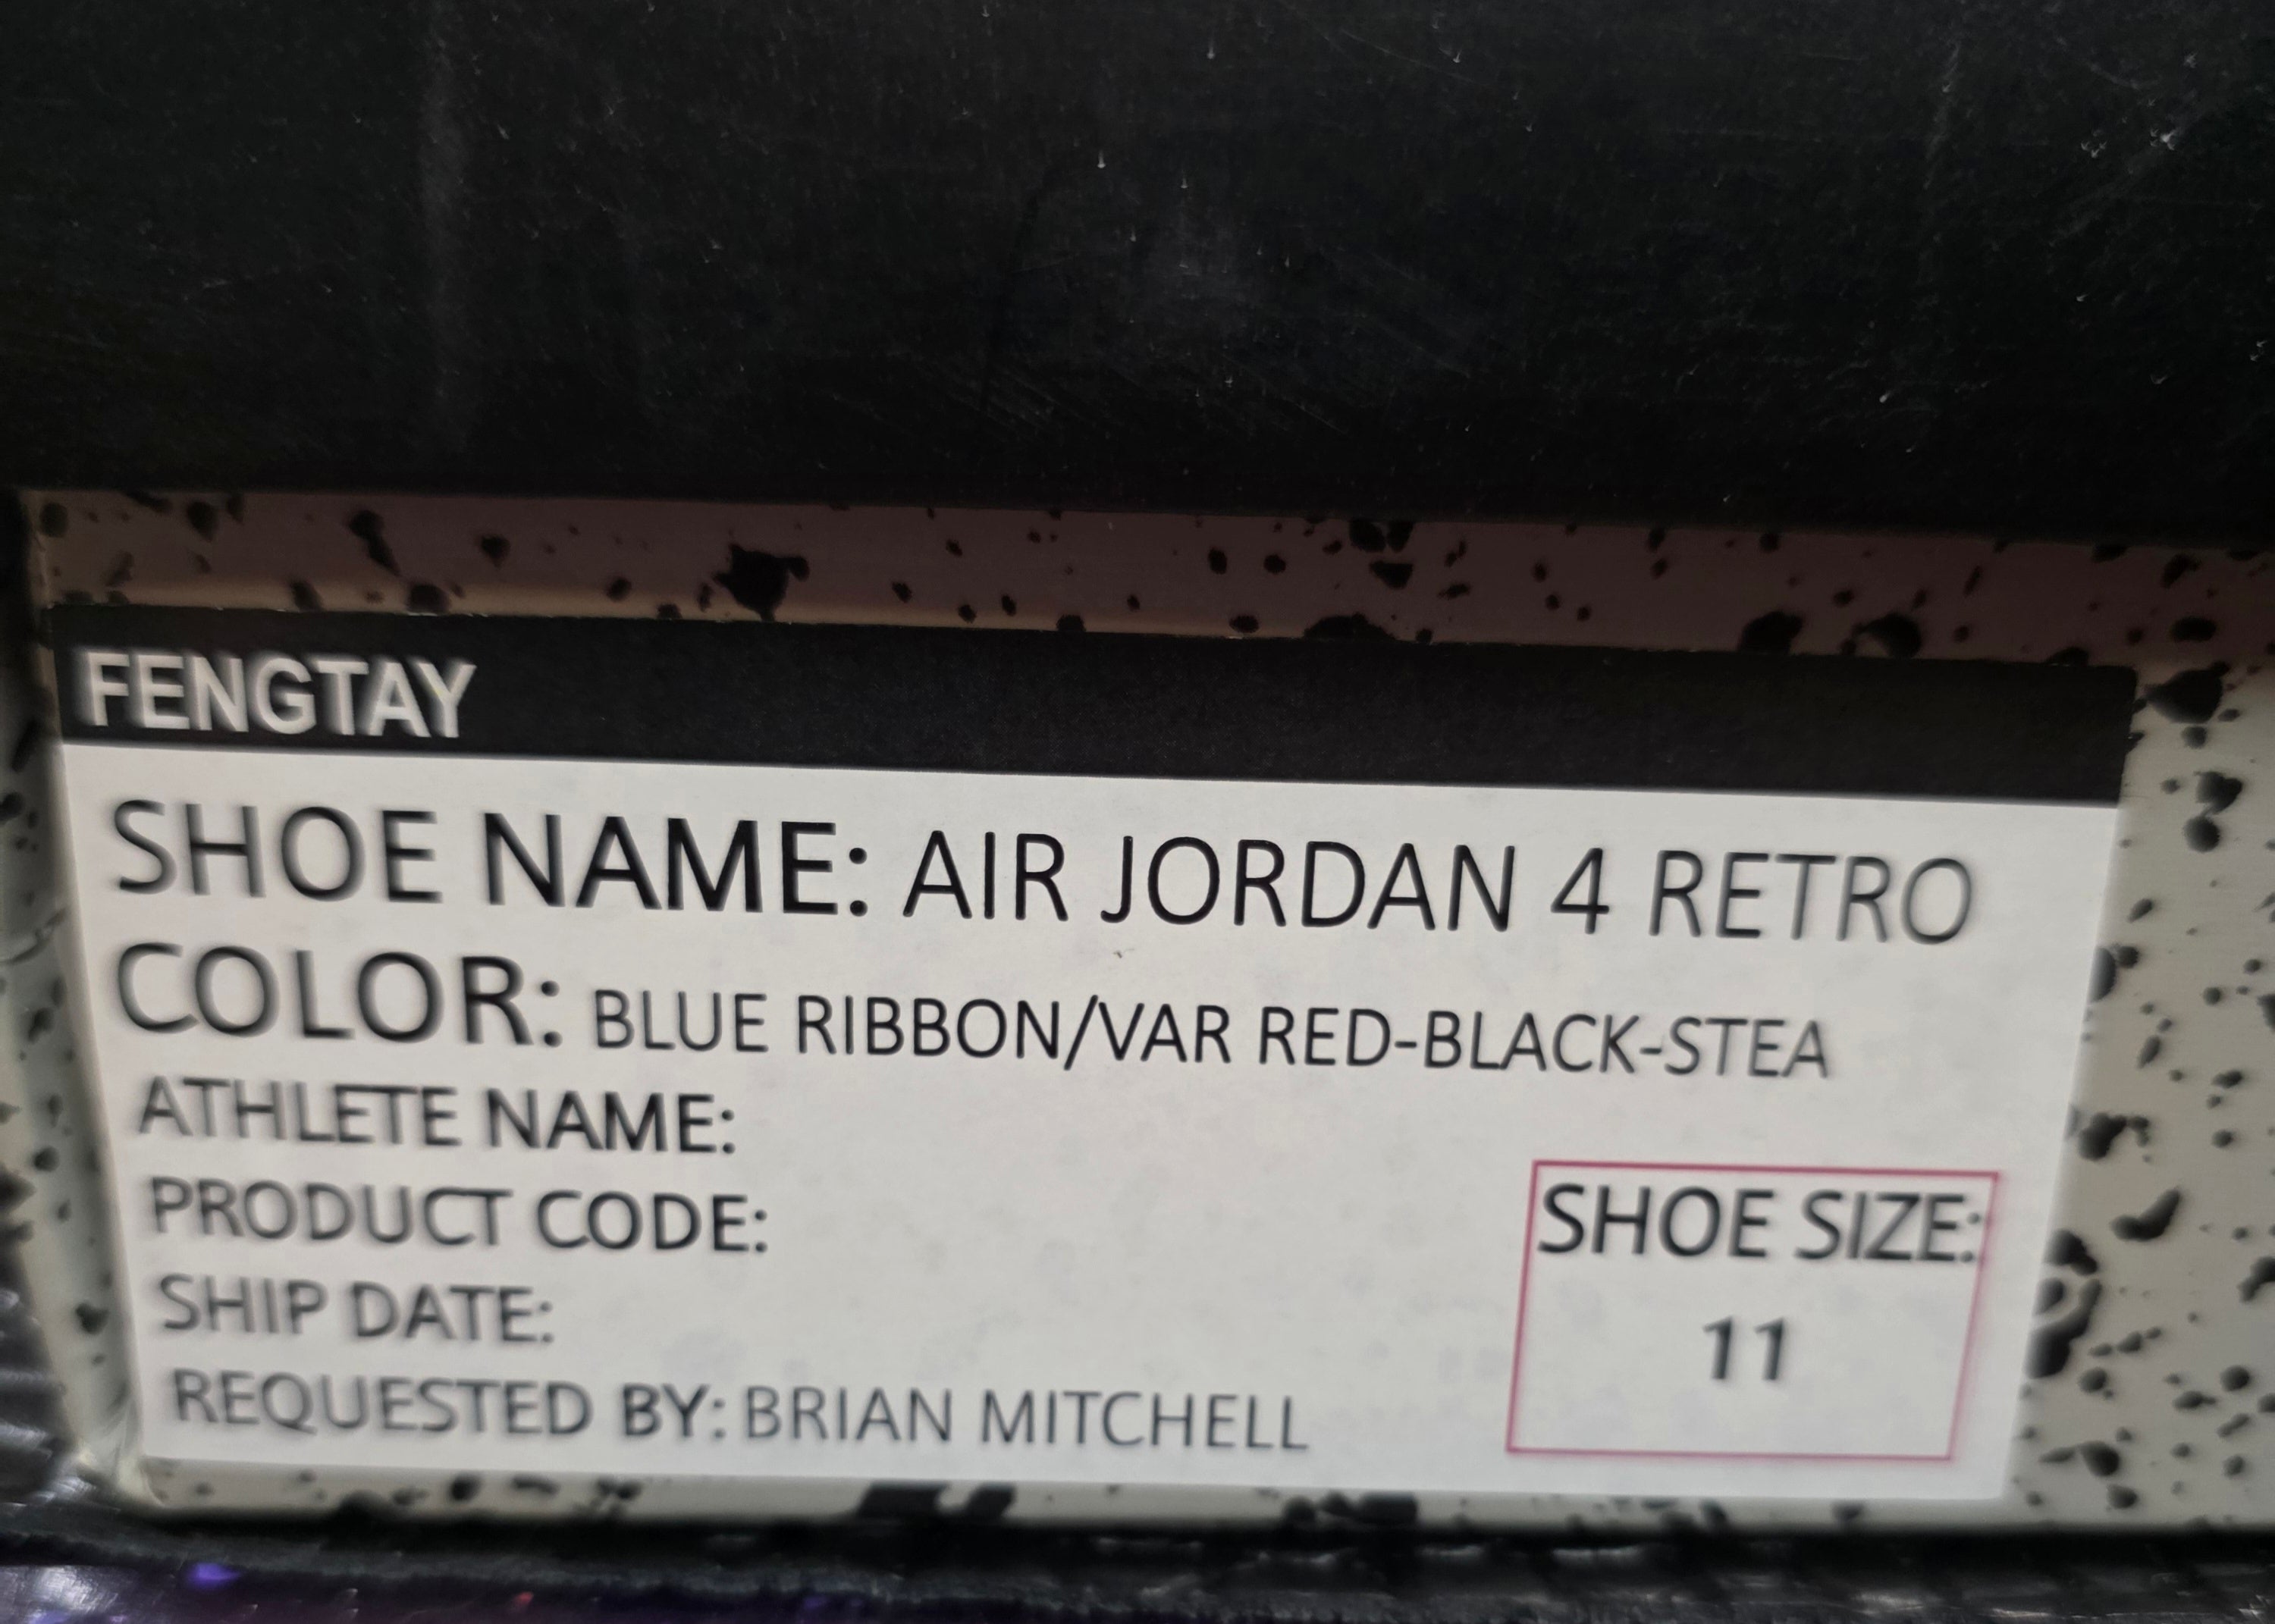 FENGTAY
SHOE NAME: AIR JORDAN 4 RETRO
COLOR: BLUE RIBBON/VAR RED-BLACK-STEA
ATHLETE NAME:
PRODUCT CODE:
SHIP DATE:
REQUESTED BY: BRIAN MITCHELL
SHOE SIZE:
11